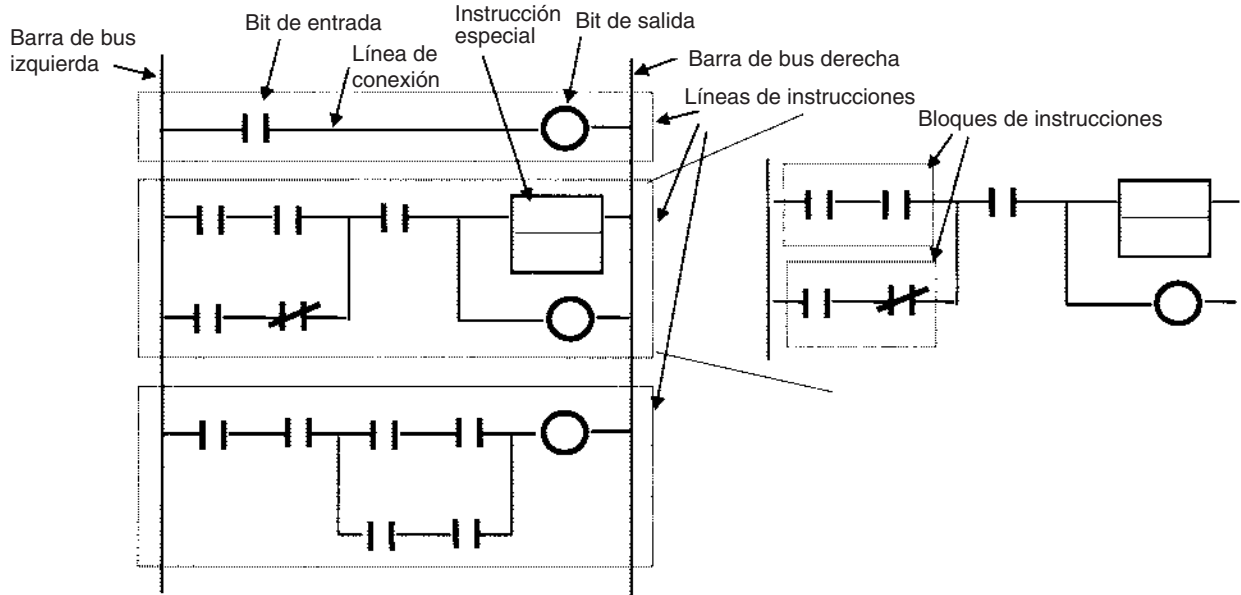 Barra de bus
izquierda
Bit de entrada
Línea de
conexión
Instrucción
especial
Bit de salida
Barra de bus derecha
Líneas de instrucciones
Bloques de instrucciones